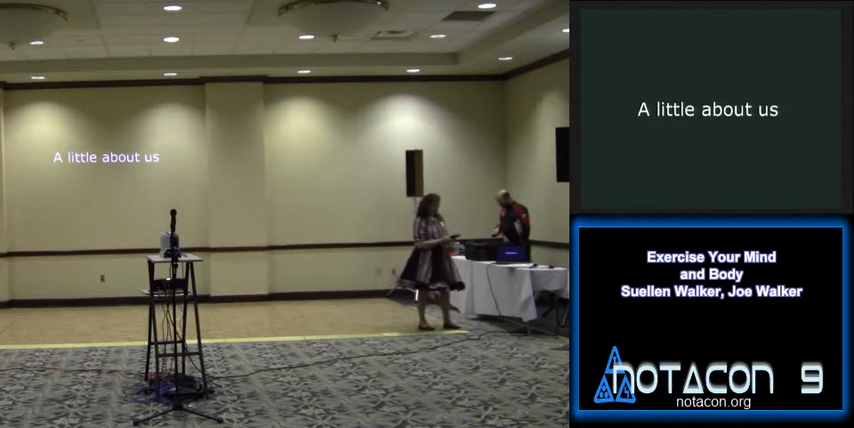 A little about us
A little about us
Exercise Your Mind
and Body
Suellen Walker, Joe Walker
NOTACON 9
notacon.org